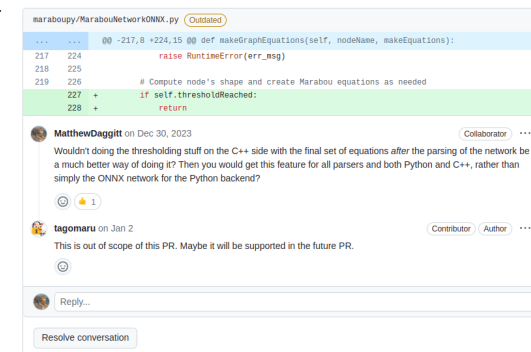 maraboupy/MarabouNetworkONNX.py Outdated
... ... @@ -217,8 +224,15 @@ def makeGraphEquations(self, nodeName, makeEquations):
217 224 raise RuntimeError(err_msg)
218 225
219 226 # Compute node's shape and create Marabou equations as needed
227 + if self.thresholdReached:
228 + return
MatthewDaggitt on Dec 30, 2023 Collaborator ...
Wouldn't doing the thresholding stuff on the C++ side with the final set of equations after the parsing of the network be
a much better way of doing it? Then you would get this feature for all parsers and both Python and C++, rather than
simply the ONNX network for the Python backend?
1
tagomaru on Jan 2 Contributor Author ...
This is out of scope of this PR. Maybe it will be supported in the future PR.
Reply...
Resolve conversation